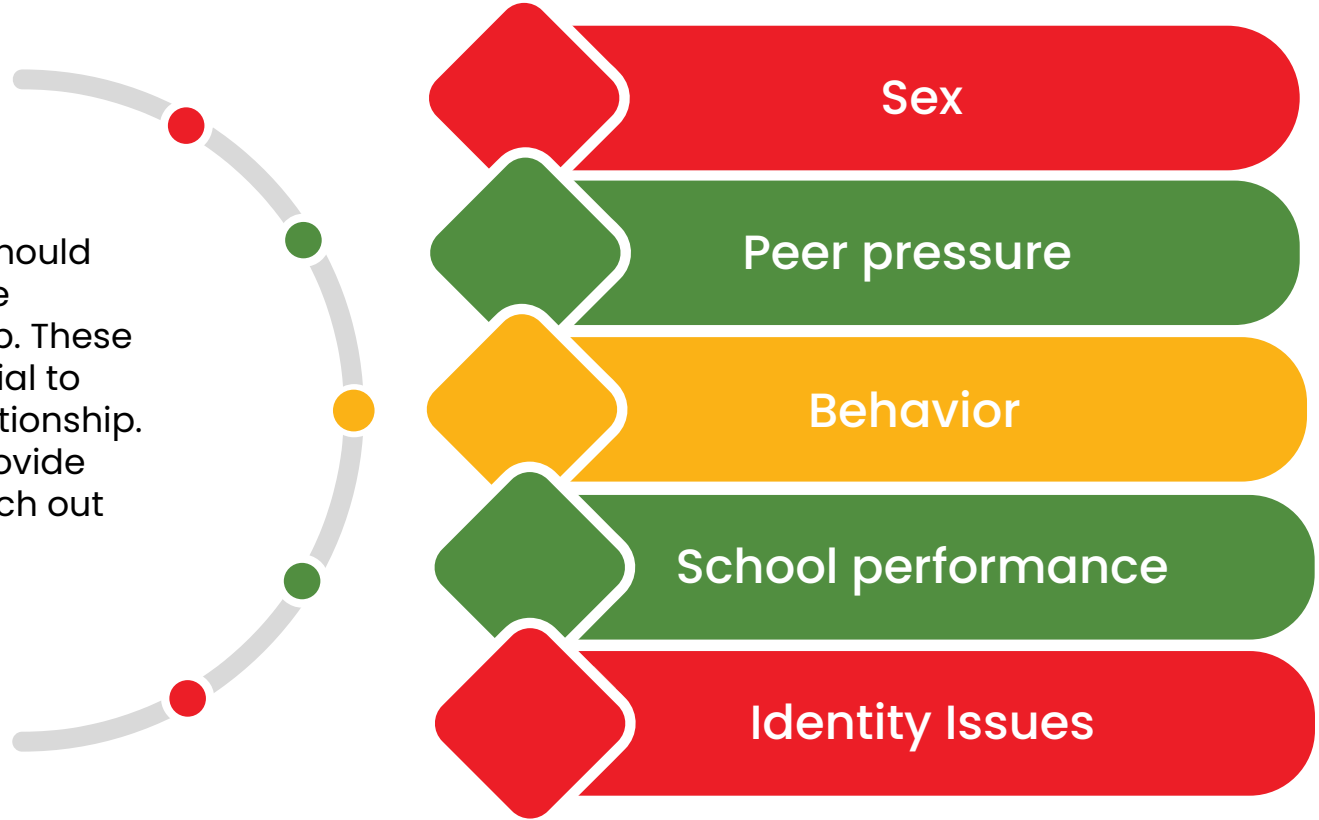 hould
e
p. These
ial to
tionship.
ovide
ch out
Sex
Peer pressure
Behavior
School performance
Identity Issues